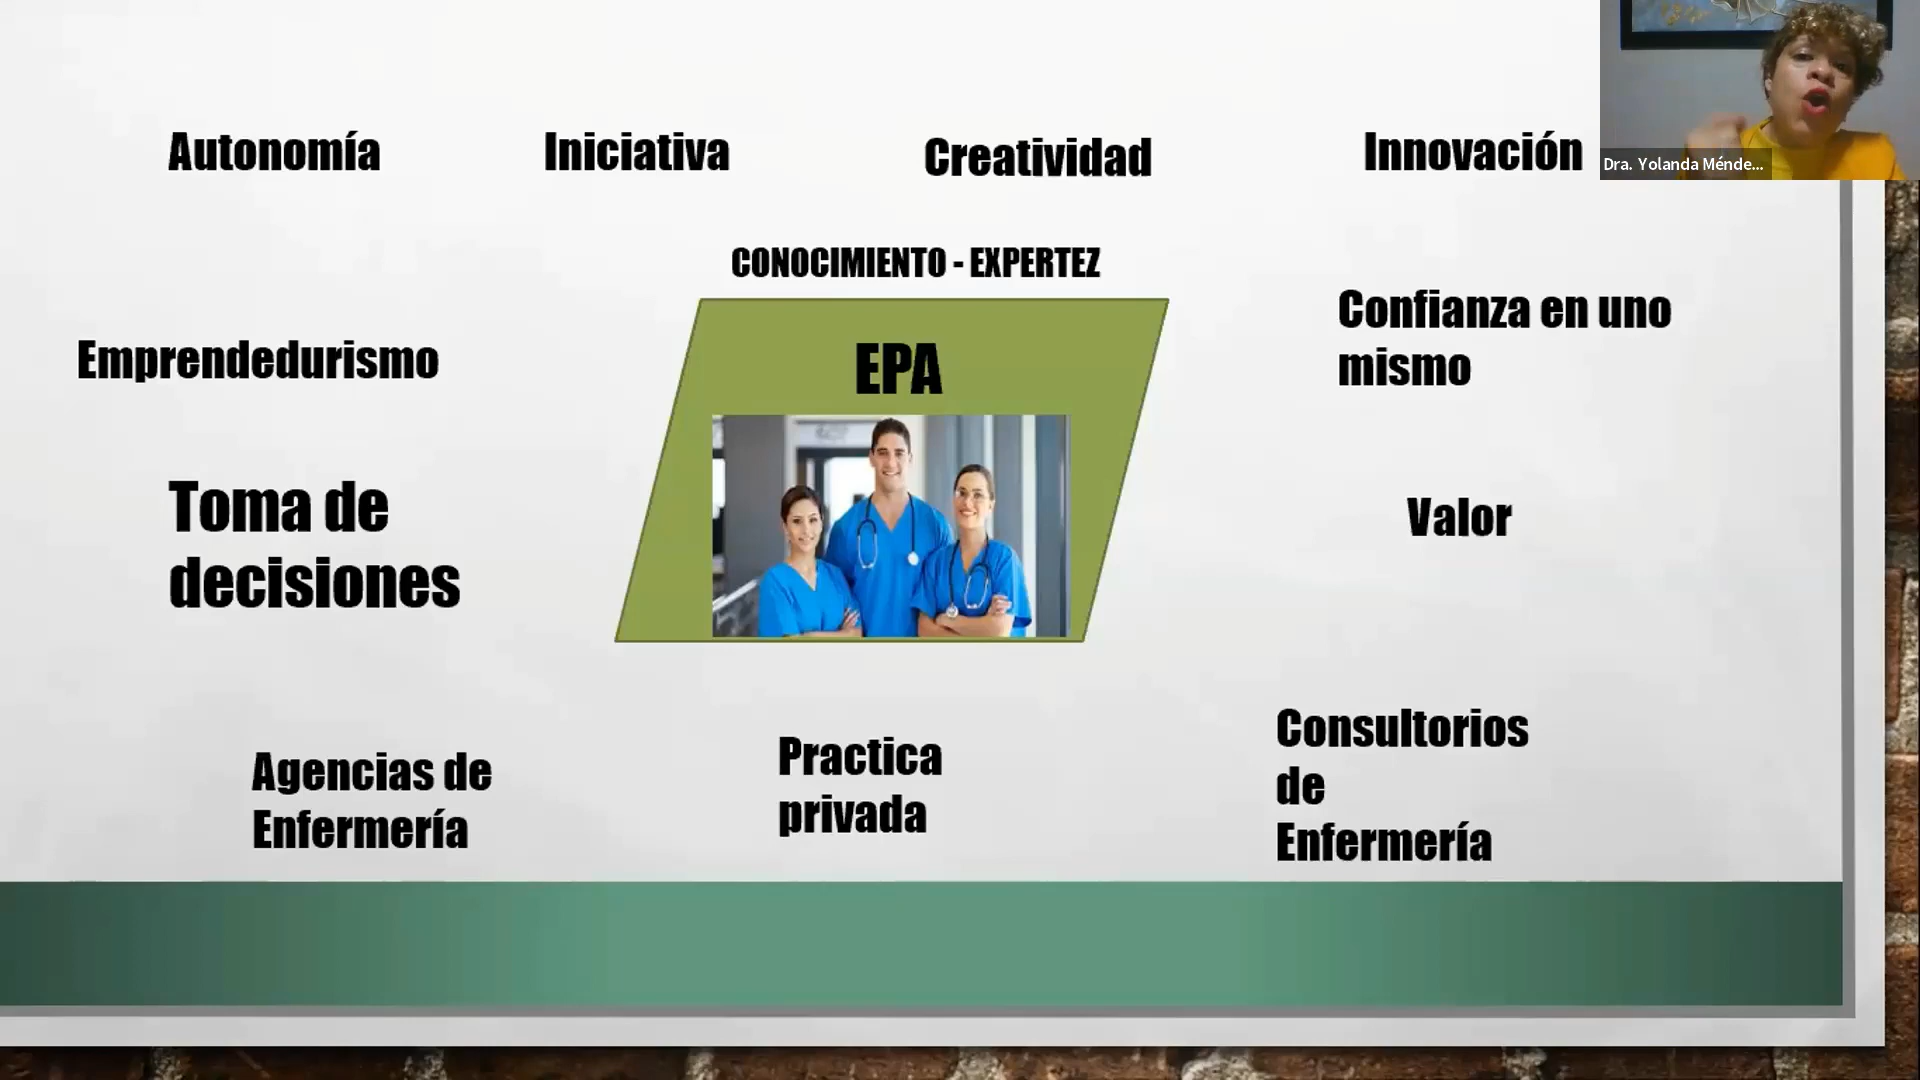 Autonomía
Iniciativa
Creatividad
Innovación
Dra. Yolanda Ménde...
CONOCIMIENTO - EXPERTEZ
Emprendedurismo
EPA
Confianza en uno
mismo
Toma de
decisiones
Valor
Agencias de
Enfermería
Practica
privada
Consultorios
de
Enfermería